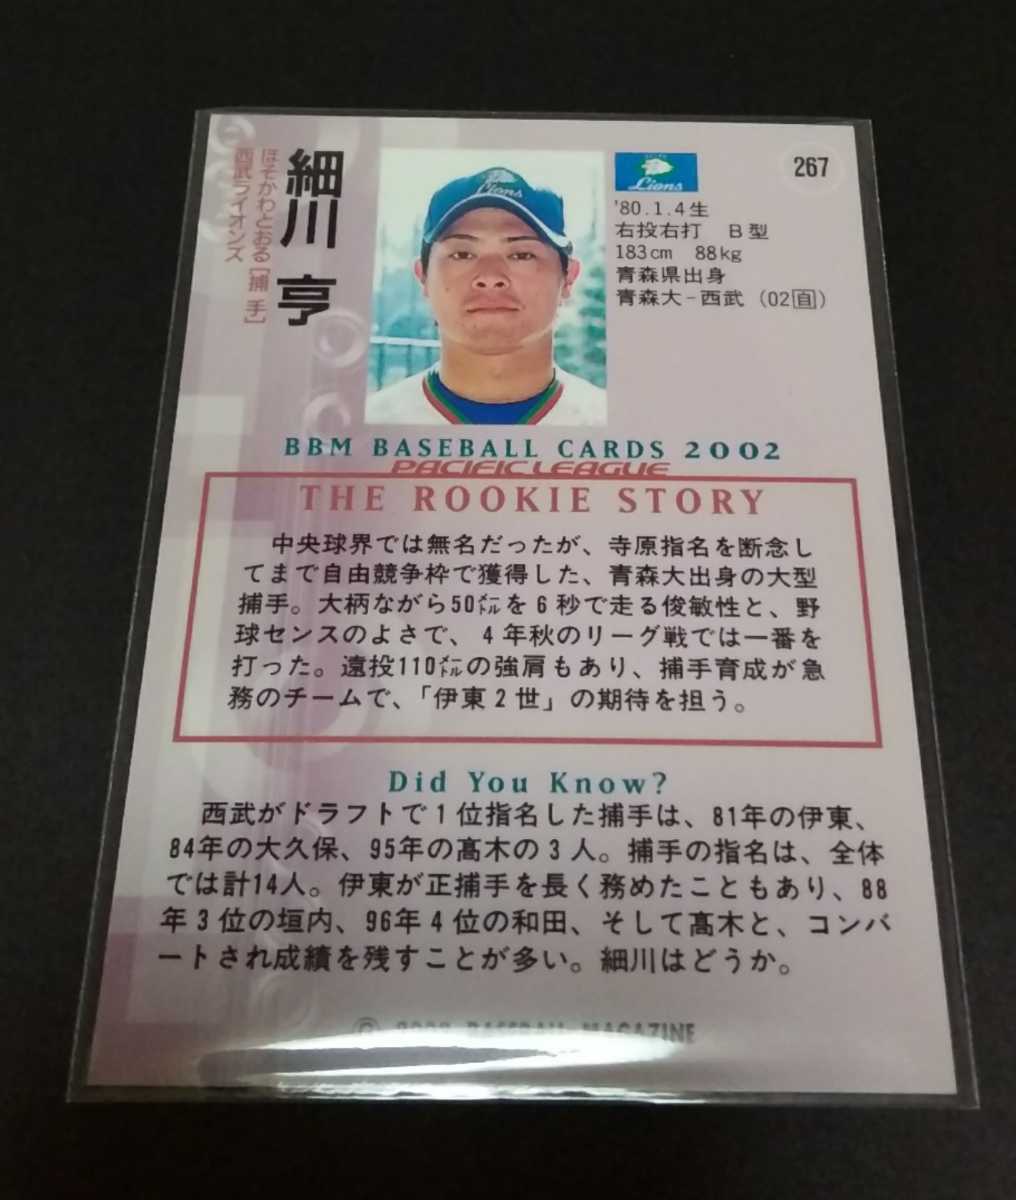 細川 亨
ほそかわとおる [捕 手]
西武ライオンズ
Lions
Lions
267
'80.1.4生
右投右打 B型
183cm 88kg
青森県出身
青森大-西武 (02自)
BBM BASEBALL CARDS 2002
PACIFIC LEAGUE
THE ROOKIE STORY
中央球界では無名だったが、寺原指名を断念し
てまで自由競争枠で獲得した、青森大出身の大型
捕手。大柄ながら50㍍を6秒で走る俊敏性と、野
球センスのよさで、4年秋のリーグ戦では一番を
打った。遠投110㍍の強肩もあり、捕手育成が急
務のチームで、「伊東2世」の期待を担う。
Did You Know?
西武がドラフトで1位指名した捕手は、81年の伊東、
84年の大久保、95年の髙木の3人。捕手の指名は、全体
では計14人。伊東が正捕手を長く務めたこともあり、88
年3位の垣内、96年4位の和田、そして髙木と、コンバ
ートされ成績を残すことが多い。細川はどうか。
© 2002 BASEBALL MAGAZINE